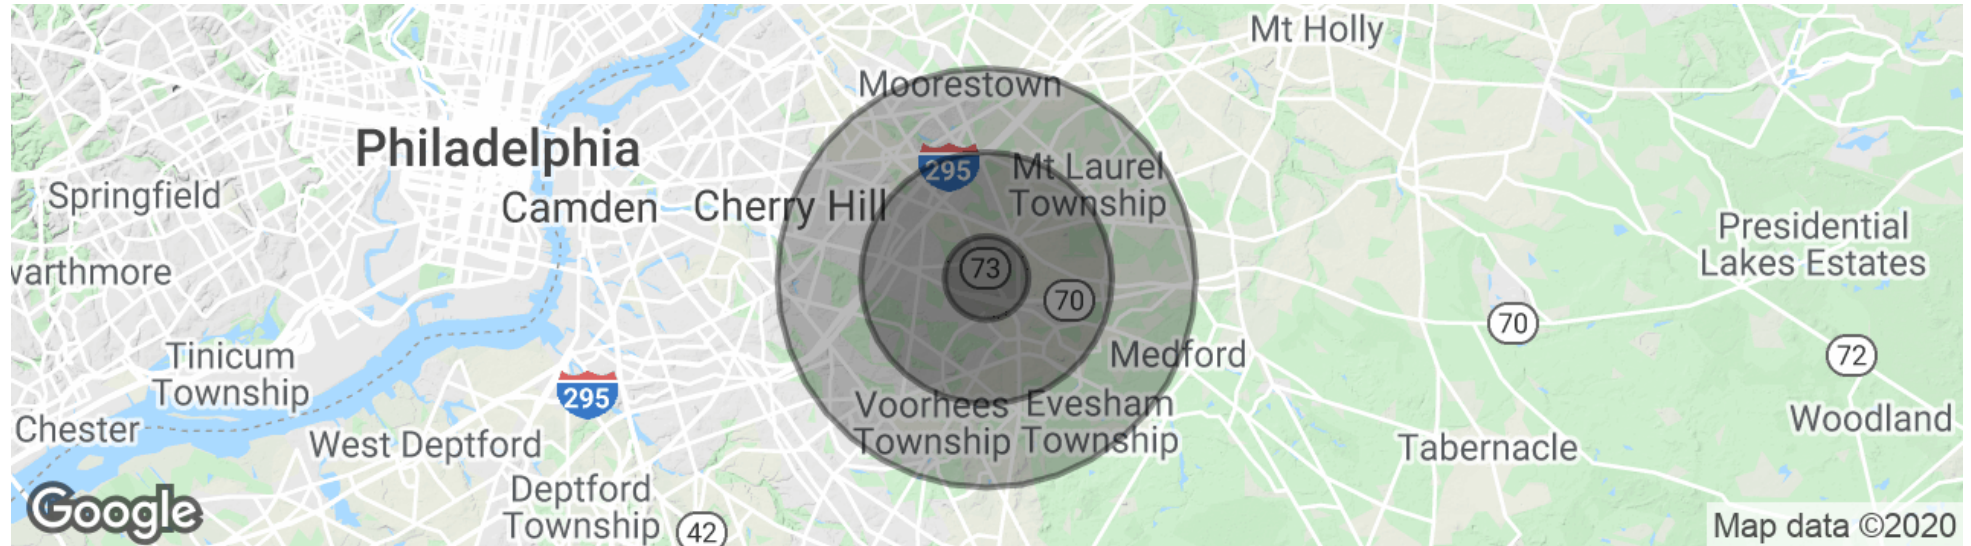 Mt Holly
Moorestown
Philadelphia
295
Mt Laurel
Township
Springfield
Camden
Cherry Hill
Presidential
Lakes Estates
warthmore
73
70
70
Tinicum
Township
Medford
72
295
Chester
West Deptford
Voorhees
Township
Evesham
Township
Tabernacle
Woodland
Deptford
Township
42
Google
Map data ©2020